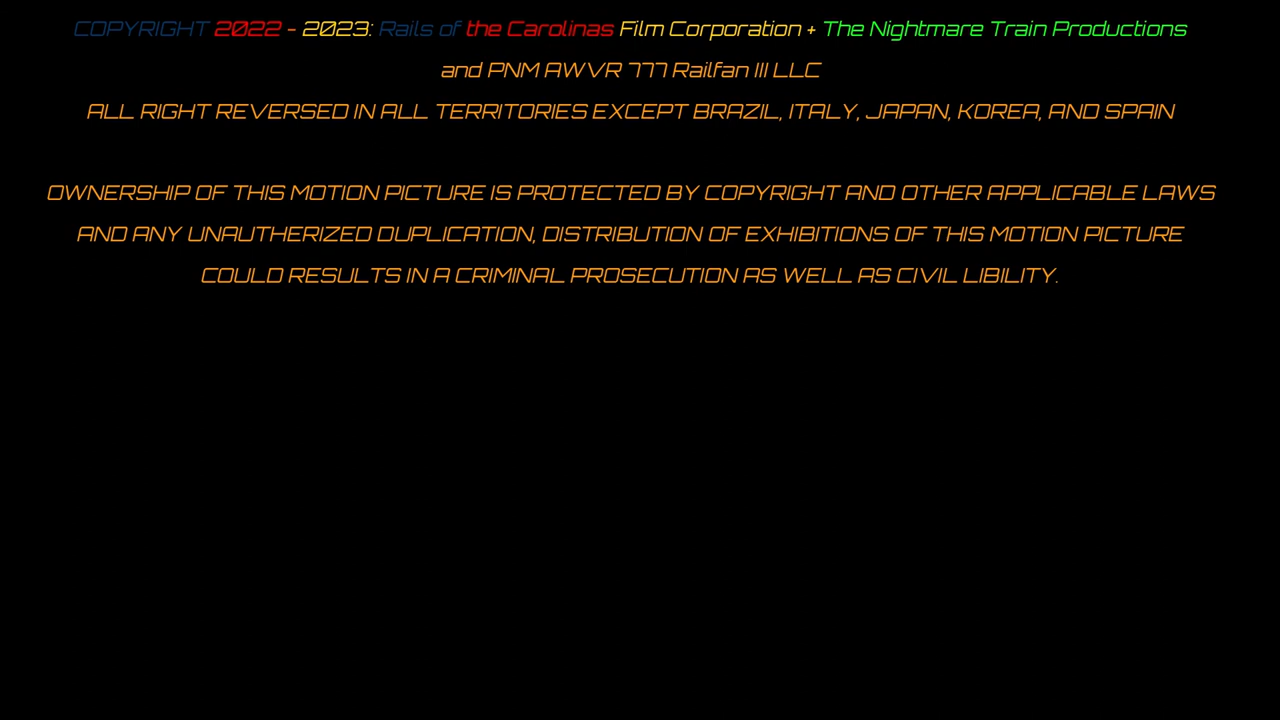 COPYRIGHT 2022 - 2023: Rails of the Carolinas Film Corporation + The Nightmare Train Productions
and PNM AWVR 777 Railfan III LLC
ALL RIGHT REVERSED IN ALL TERRITORIES EXCEPT BRAZIL, ITALY, JAPAN, KOREA, AND SPAIN
OWNERSHIP OF THIS MOTION PICTURE IS PROTECTED BY COPYRIGHT AND OTHER APPLICABLE LAWS
AND ANY UNAUTHERIZED DUPLICATION, DISTRIBUTION OF EXHIBITIONS OF THIS MOTION PICTURE
COULD RESULTS IN A CRIMINAL PROSECUTION AS WELL AS CIVIL LIBILITY.